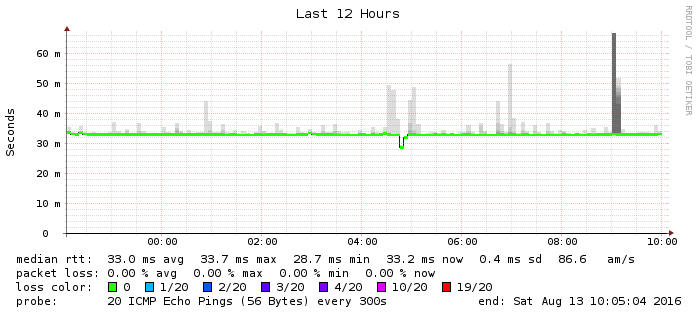 Last 12 Hours
RRDTOOL / TOBI OETIKER
Seconds
60 m
50 m
40 m
30 m
20 m
10 m
0
00:00 02:00 04:00 06:00 08:00 10:00
median rtt: 33.0 ms avg 33.7 ms max 28.7 ms min 33.2 ms now 0.4 ms sd 86.6 am/s
packet loss: 0.00 % avg 0.00 % max 0.00 % min 0.00 % now
loss color: 0 1/20 2/20 3/20 4/20 10/20 19/20
probe: 20 ICMP Echo Pings (56 Bytes) every 300s end: Sat Aug 13 10:05:04 2016